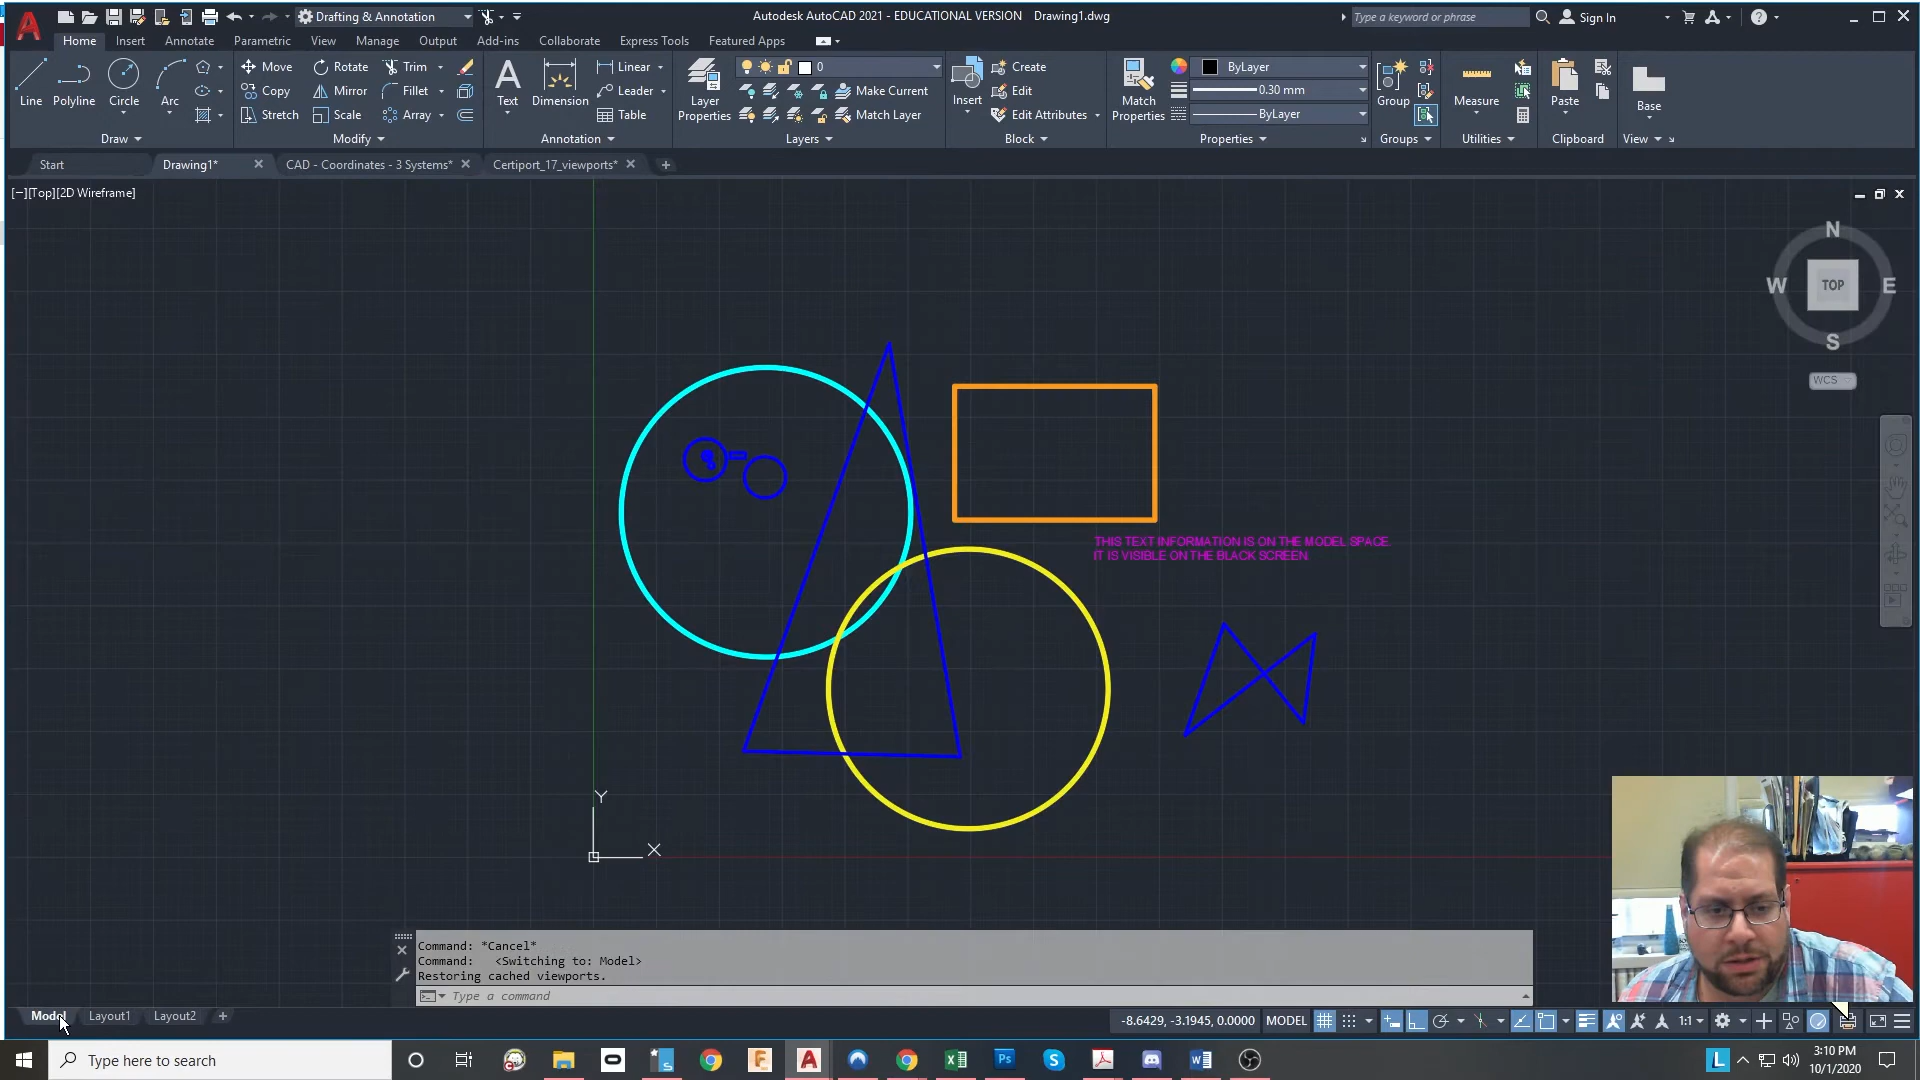 Drafting & Annotation
Autodesk AutoCAD 2021 - EDUCATIONAL VERSION Drawing1.dwg
Type a keyword or phrase
Sign In
Home Insert Annotate Parametric View Manage Output Add-ins Collaborate Express Tools Featured Apps
Line Polyline Circle Arc
Move Rotate Trim
Copy Mirror Fillet
Stretch Scale Array
Text Dimension
Linear
Leader
Table
Layer Properties
0
Make Current
Match Layer
Insert
Create
Edit
Edit Attributes
Match Properties
ByLayer
0.30 mm
ByLayer
Group
Measure
Paste
Base
Draw Modify Annotation Layers Block Properties Groups Utilities Clipboard View
Start Drawing1* CAD - Coordinates - 3 Systems* Certiport_17_viewports*
[−][Top][2D Wireframe]
N
W TOP E
S
WCS
THIS TEXT INFORMATION IS ON THE MODEL SPACE.
IT IS VISIBLE ON THE BLACK SCREEN.
Y
X
Command: *Cancel*
Command: <Switching to: Model>
Restoring cached viewports.
Type a command
Model Layout1 Layout2
-8.6429, -3.1945, 0.0000 MODEL 1:1
Type here to search
3:10 PM
10/1/2020